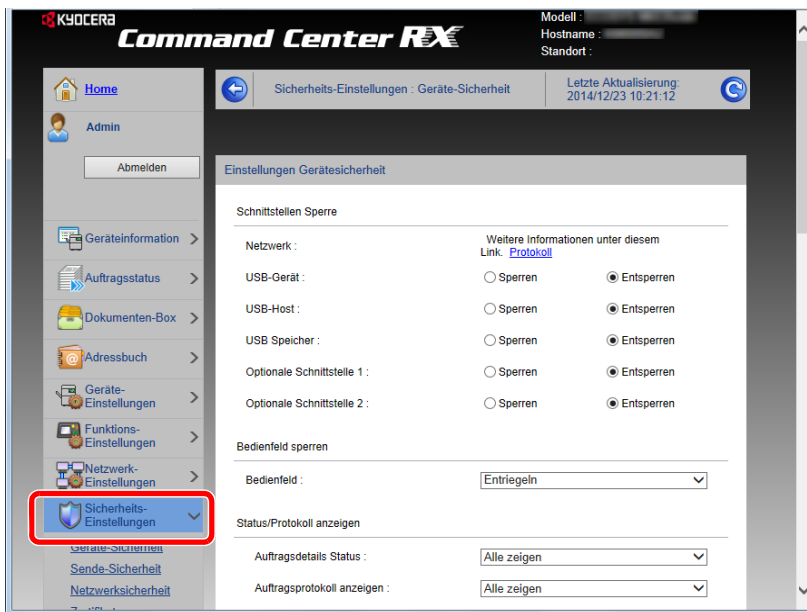 KYOCERA
Command Center RX
Modell :
Hostname :
Standort :
Home
Admin
Abmelden
Geräteinformation
Auftragsstatus
Dokumenten-Box
Adressbuch
Geräte-
Einstellungen
Funktions-
Einstellungen
Netzwerk-
Einstellungen
Sicherheits-
Einstellungen
Geräte-Sicherheit
Sende-Sicherheit
Netzwerksicherheit
Sicherheits-Einstellungen : Geräte-Sicherheit
Letzte Aktualisierung:
2014/12/23 10:21:12
Einstellungen Gerätesicherheit
Schnittstellen Sperre
Netzwerk : Weitere Informationen unter diesem
Link. Protokoll
USB-Gerät : Sperren Entsperren
USB-Host : Sperren Entsperren
USB Speicher : Sperren Entsperren
Optionale Schnittstelle 1 : Sperren Entsperren
Optionale Schnittstelle 2 : Sperren Entsperren
Bedienfeld sperren
Bedienfeld : Entriegeln
Status/Protokoll anzeigen
Auftragsdetails Status : Alle zeigen
Auftragsprotokoll anzeigen : Alle zeigen